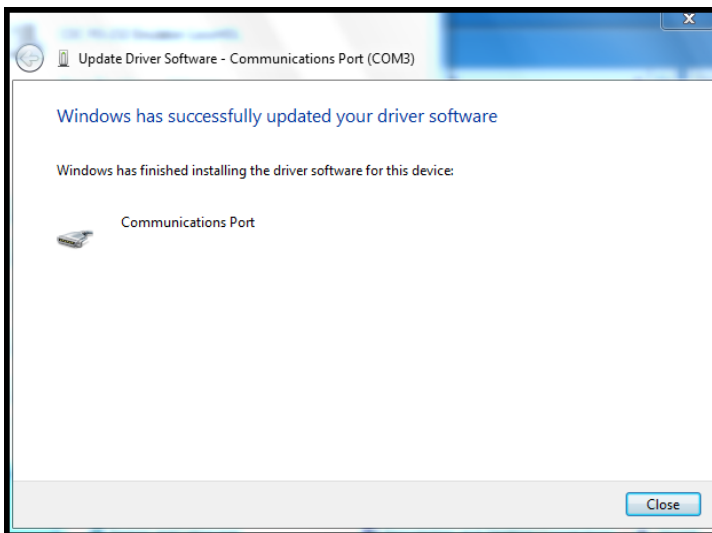 Update Driver Software - Communications Port (COM3)
Windows has successfully updated your driver software
Windows has finished installing the driver software for this device:
Communications Port
Close